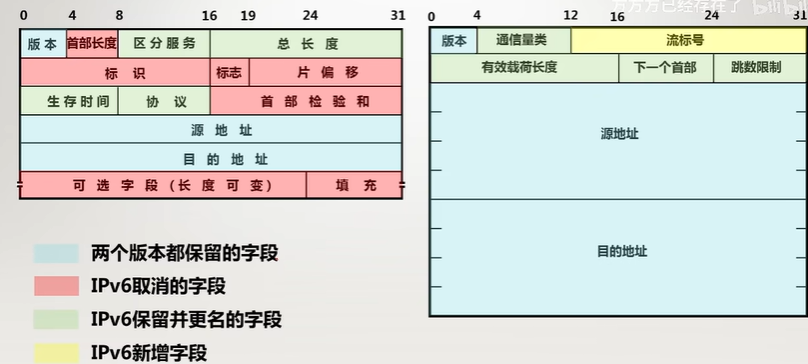 万万万已经存在了 bilibili
0 4 8 16 19 24 31
版本 首部长度 区分服务 总长度
标识 标志 片偏移
生存时间 协议 首部检验和
源地址
目的地址
可选字段(长度可变) 填充
0 4 12 16 24 31
版本 通信量类 流标号
有效载荷长度 下一个首部 跳数限制
源地址
目的地址
两个版本都保留的字段
IPv6取消的字段
IPv6保留并更名的字段
IPv6新增字段